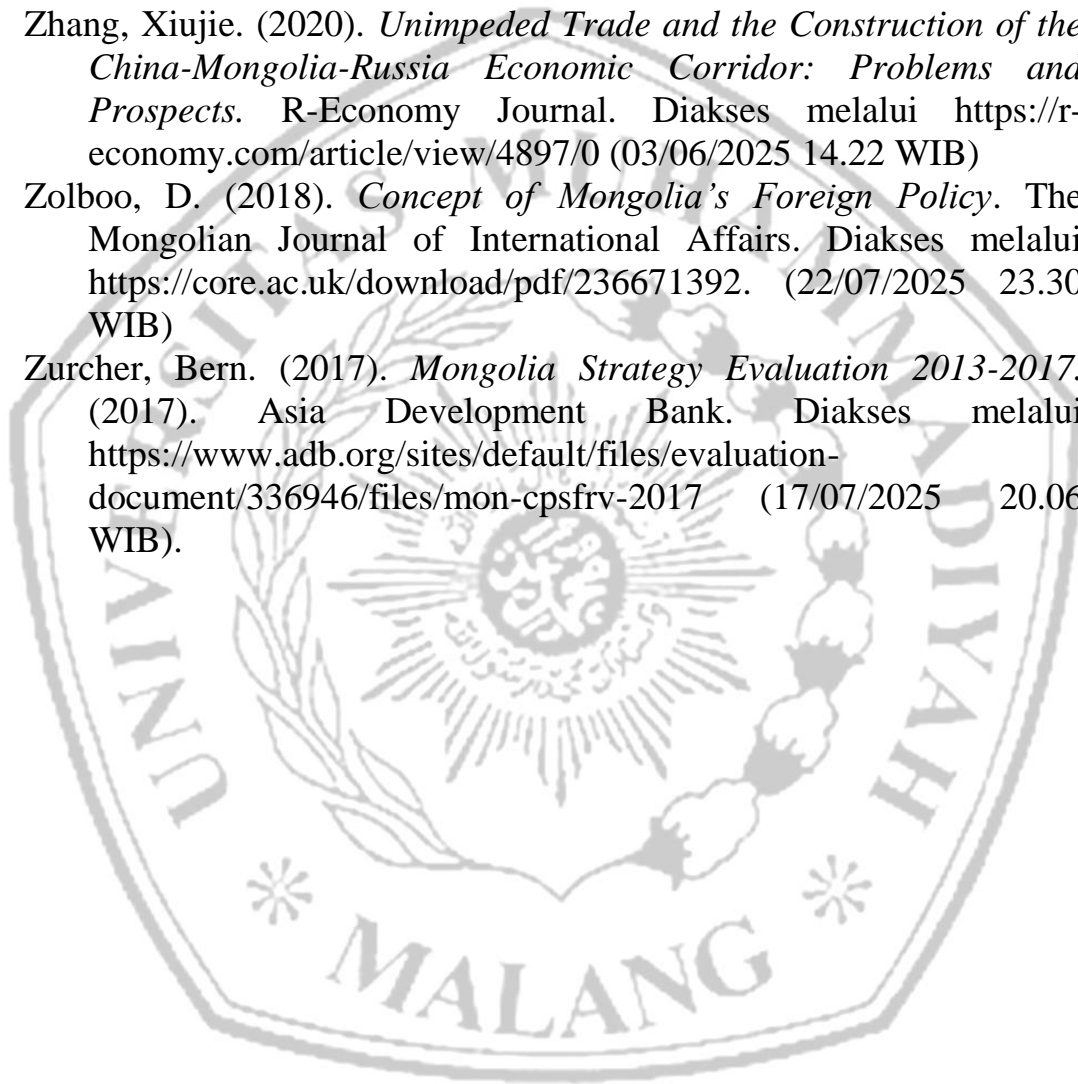 Zhang, Xiujie. (2020). Unimpeded Trade and the Construction of the
China-Mongolia-Russia Economic Corridor: Problems and
Prospects. R-Economy Journal. Diakses melalui https://r-
economy.com/article/view/4897/0 (03/06/2025 14.22 WIB)
Zolboo, D. (2018). Concept of Mongolia’s Foreign Policy. The
Mongolian Journal of International Affairs. Diakses melalui
https://core.ac.uk/download/pdf/236671392. (22/07/2025 23.30
WIB)
Zurcher, Bern. (2017). Mongolia Strategy Evaluation 2013-2017.
(2017). Asia Development Bank. Diakses melalui
https://www.adb.org/sites/default/files/evaluation-
document/336946/files/mon-cpsfrv-2017 (17/07/2025 20.06
WIB).
UNIVERSITAS MUHAMMADIYAH
MALANG